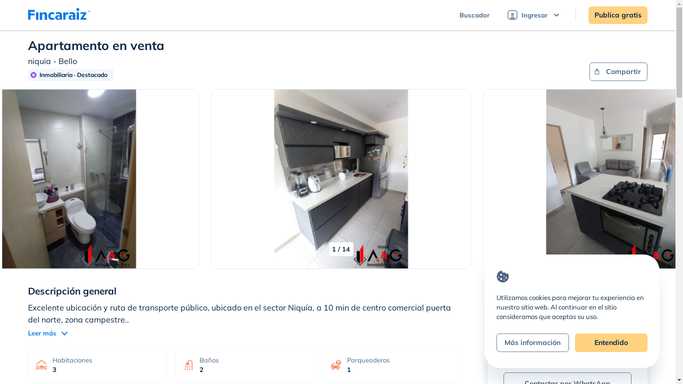 Fincaraiz
Buscador
Ingresar
Publica gratis
Apartamento en venta
niquia - Bello
Inmobiliaria - Destacado
Compartir
1 / 14
Descripción general
Excelente ubicación y ruta de transporte público, ubicado en el sector Niquía, a 10 min de centro comercial puerta
del norte, zona campestre...
Leer más
Habitaciones
3
Baños
2
Parqueaderos
1
Utilizamos cookies para mejorar tu experiencia en
nuestro sitio web. Al continuar en el sitio
consideramos que aceptas su uso.
Más información
Entendido
Contactar por WhatsApp